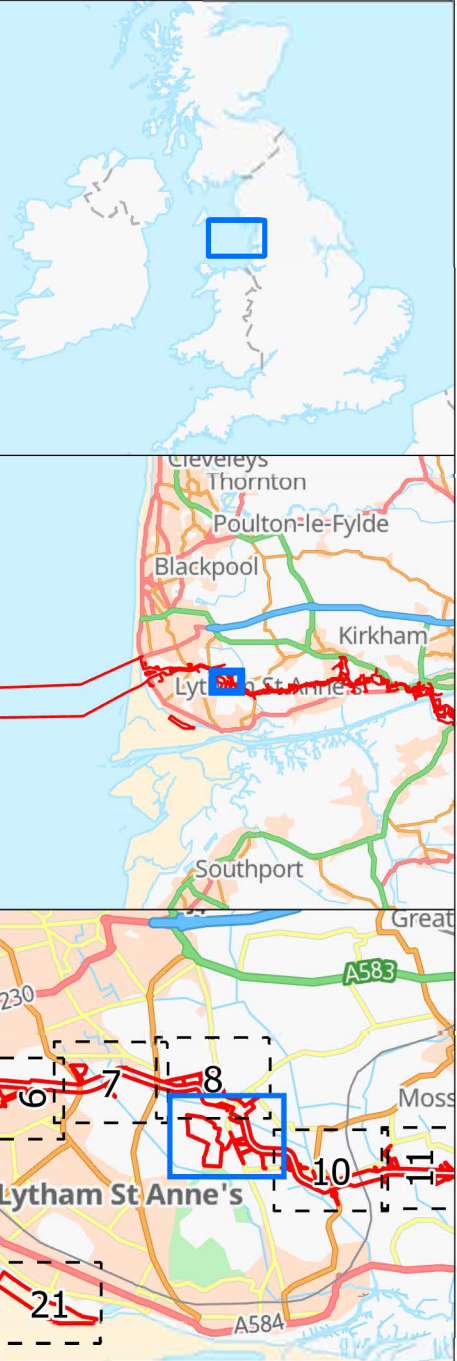 Cleveleys
Thornton
Poulton-le-Fylde
Blackpool
Kirkham
Lytham St Anne's
Southport
Great
A583
230
8
7
6
Moss
10
11
Lytham St Anne's
21
A584